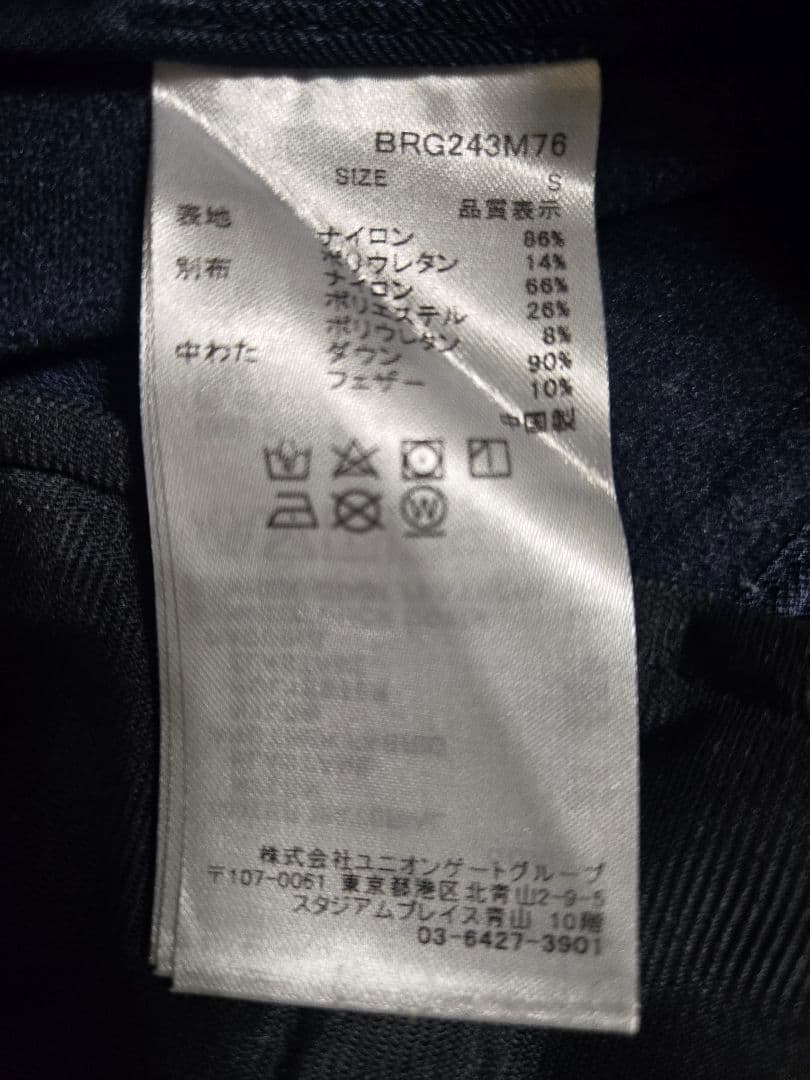 BRG243M76
SIZE S
品質表示
表地 ナイロン 86%
ポリウレタン 14%
別布 ナイロン 66%
ポリエステル 26%
ポリウレタン 8%
中わた ダウン 90%
フェザー 10%
中国製
W
株式会社ユニオンゲートグループ
〒107-0061 東京都港区北青山2-9-5
スタジアムプレイス青山 10階
03-6427-3901